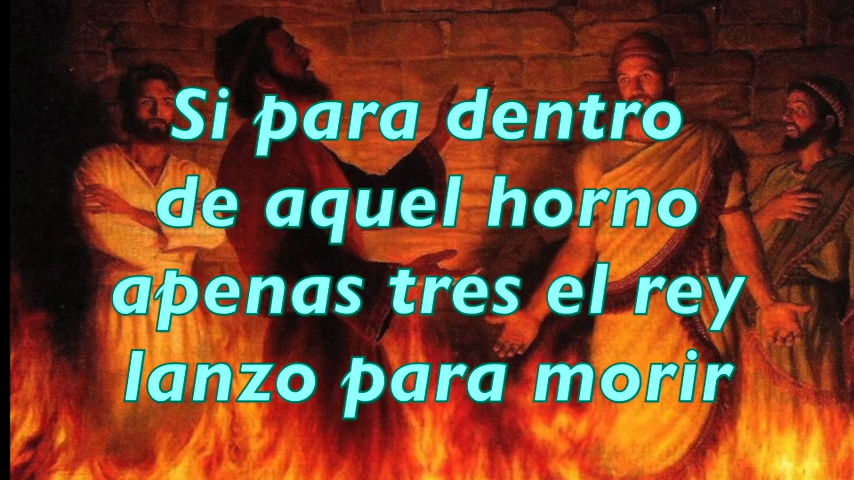 Si para dentro
de aquel horno
apenas tres el rey
lanzo para morir